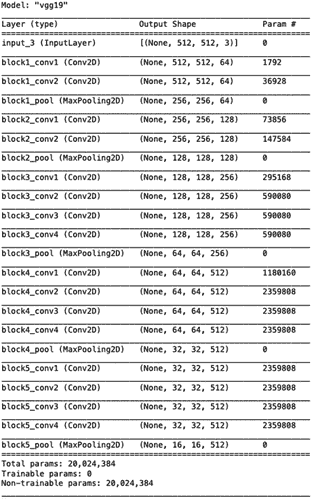 Model: "vgg19"
Layer (type) Output Shape Param #
input_3 (InputLayer) [(None, 512, 512, 3)] 0
block1_conv1 (Conv2D) (None, 512, 512, 64) 1792
block1_conv2 (Conv2D) (None, 512, 512, 64) 36928
block1_pool (MaxPooling2D) (None, 256, 256, 64) 0
block2_conv1 (Conv2D) (None, 256, 256, 128) 73856
block2_conv2 (Conv2D) (None, 256, 256, 128) 147584
block2_pool (MaxPooling2D) (None, 128, 128, 128) 0
block3_conv1 (Conv2D) (None, 128, 128, 256) 295168
block3_conv2 (Conv2D) (None, 128, 128, 256) 590080
block3_conv3 (Conv2D) (None, 128, 128, 256) 590080
block3_conv4 (Conv2D) (None, 128, 128, 256) 590080
block3_pool (MaxPooling2D) (None, 64, 64, 256) 0
block4_conv1 (Conv2D) (None, 64, 64, 512) 1180160
block4_conv2 (Conv2D) (None, 64, 64, 512) 2359808
block4_conv3 (Conv2D) (None, 64, 64, 512) 2359808
block4_conv4 (Conv2D) (None, 64, 64, 512) 2359808
block4_pool (MaxPooling2D) (None, 32, 32, 512) 0
block5_conv1 (Conv2D) (None, 32, 32, 512) 2359808
block5_conv2 (Conv2D) (None, 32, 32, 512) 2359808
block5_conv3 (Conv2D) (None, 32, 32, 512) 2359808
block5_conv4 (Conv2D) (None, 32, 32, 512) 2359808
block5_pool (MaxPooling2D) (None, 16, 16, 512) 0
Total params: 20,024,384
Trainable params: 0
Non-trainable params: 20,024,384